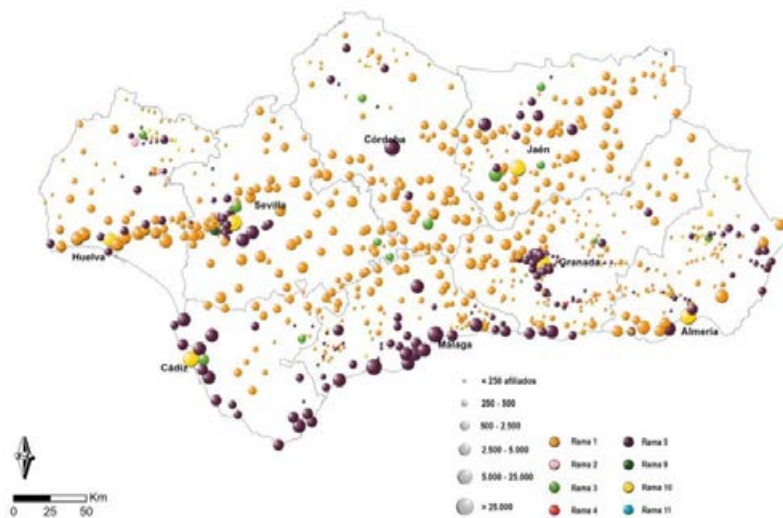 Córdoba
Jaén
Sevilla
Huelva
Granada
Almería
Málaga
Cádiz
< 250 afiliados
250 - 500
500 - 2.500
2.500 - 5.000
5.000 - 25.000
> 25.000
Rama 1
Rama 2
Rama 3
Rama 4
Rama 5
Rama 9
Rama 10
Rama 11
Km
0 25 50